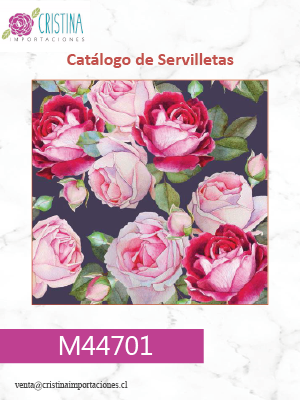 CRISTINA
IMPORTACIONES
Catálogo de Servilletas
M44701
venta@cristinaimportaciones.cl